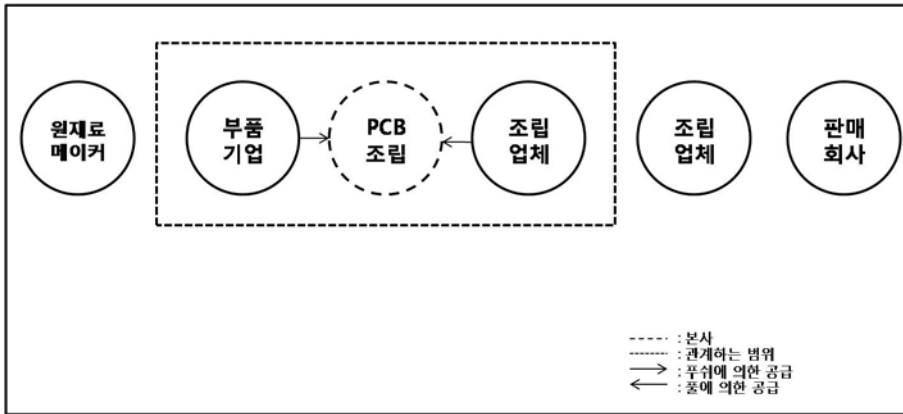 원재료
메이커
부품
기업
PCB
조립
조립
업체
조립
업체
판매
회사
: 본사
: 관계하는 범위
: 푸쉬에 의한 공급
: 풀에 의한 공급